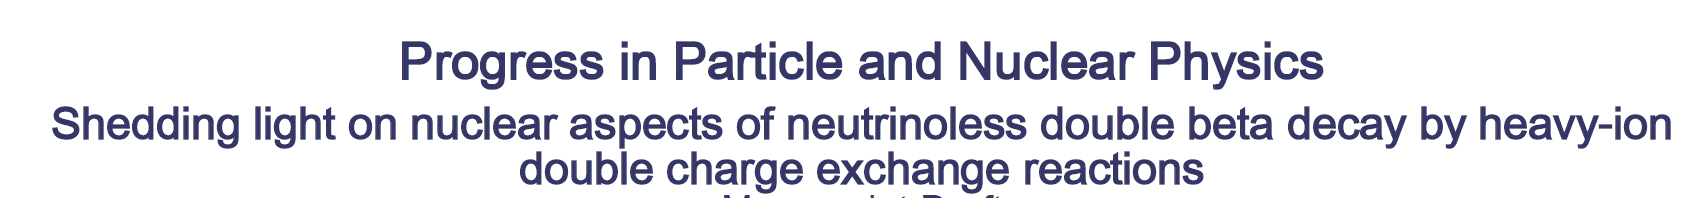 Progress in Particle and Nuclear Physics
Shedding light on nuclear aspects of neutrinoless double beta decay by heavy-ion
double charge exchange reactions